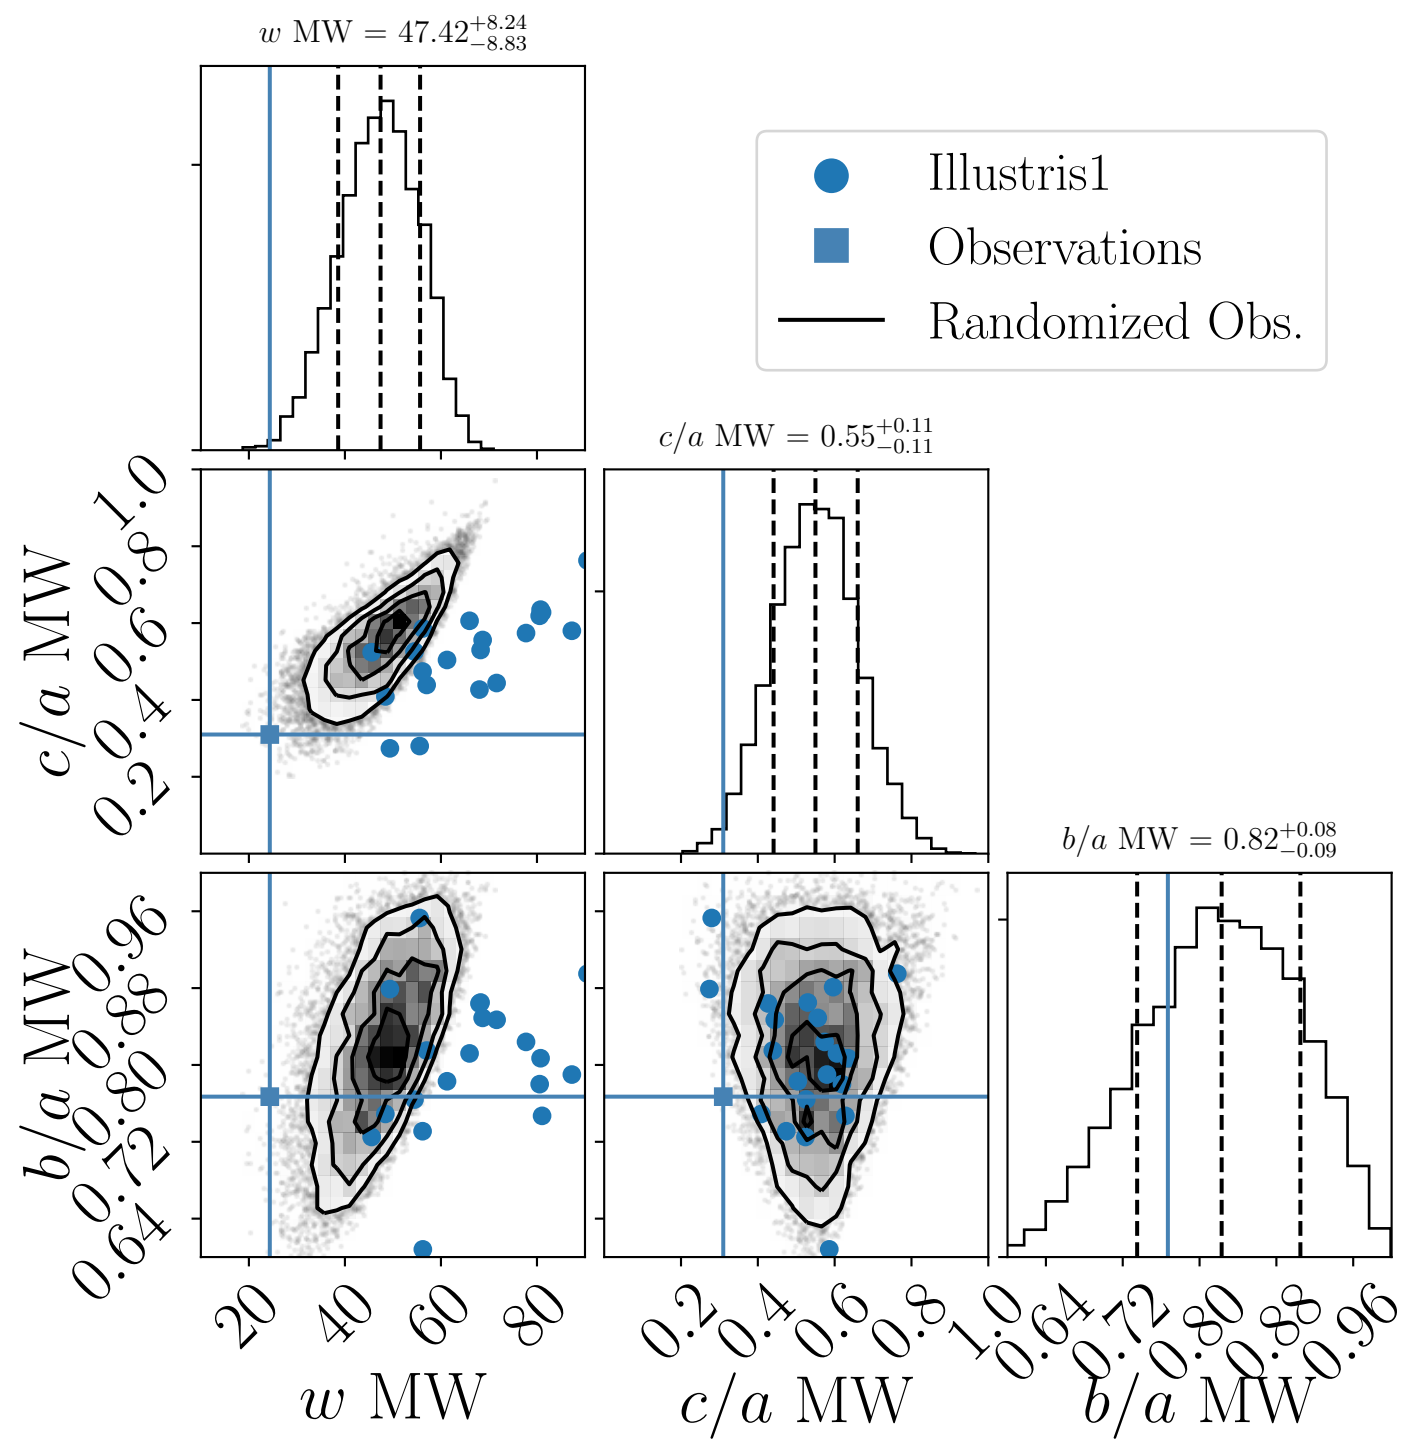 w MW = 47.42+8.24−8.83
Illustris1
Observations
Randomized Obs.
c/a MW = 0.55+0.11−0.11
1.0
0.8
0.6
0.4
0.2
c/a MW
b/a MW = 0.82+0.08−0.09
0.96
0.88
0.80
0.72
0.64
b/a MW
20 40 60 80
0.2 0.4 0.6 0.8 1.0
0.64 0.72 0.80 0.88 0.96
w MW
c/a MW
b/a MW